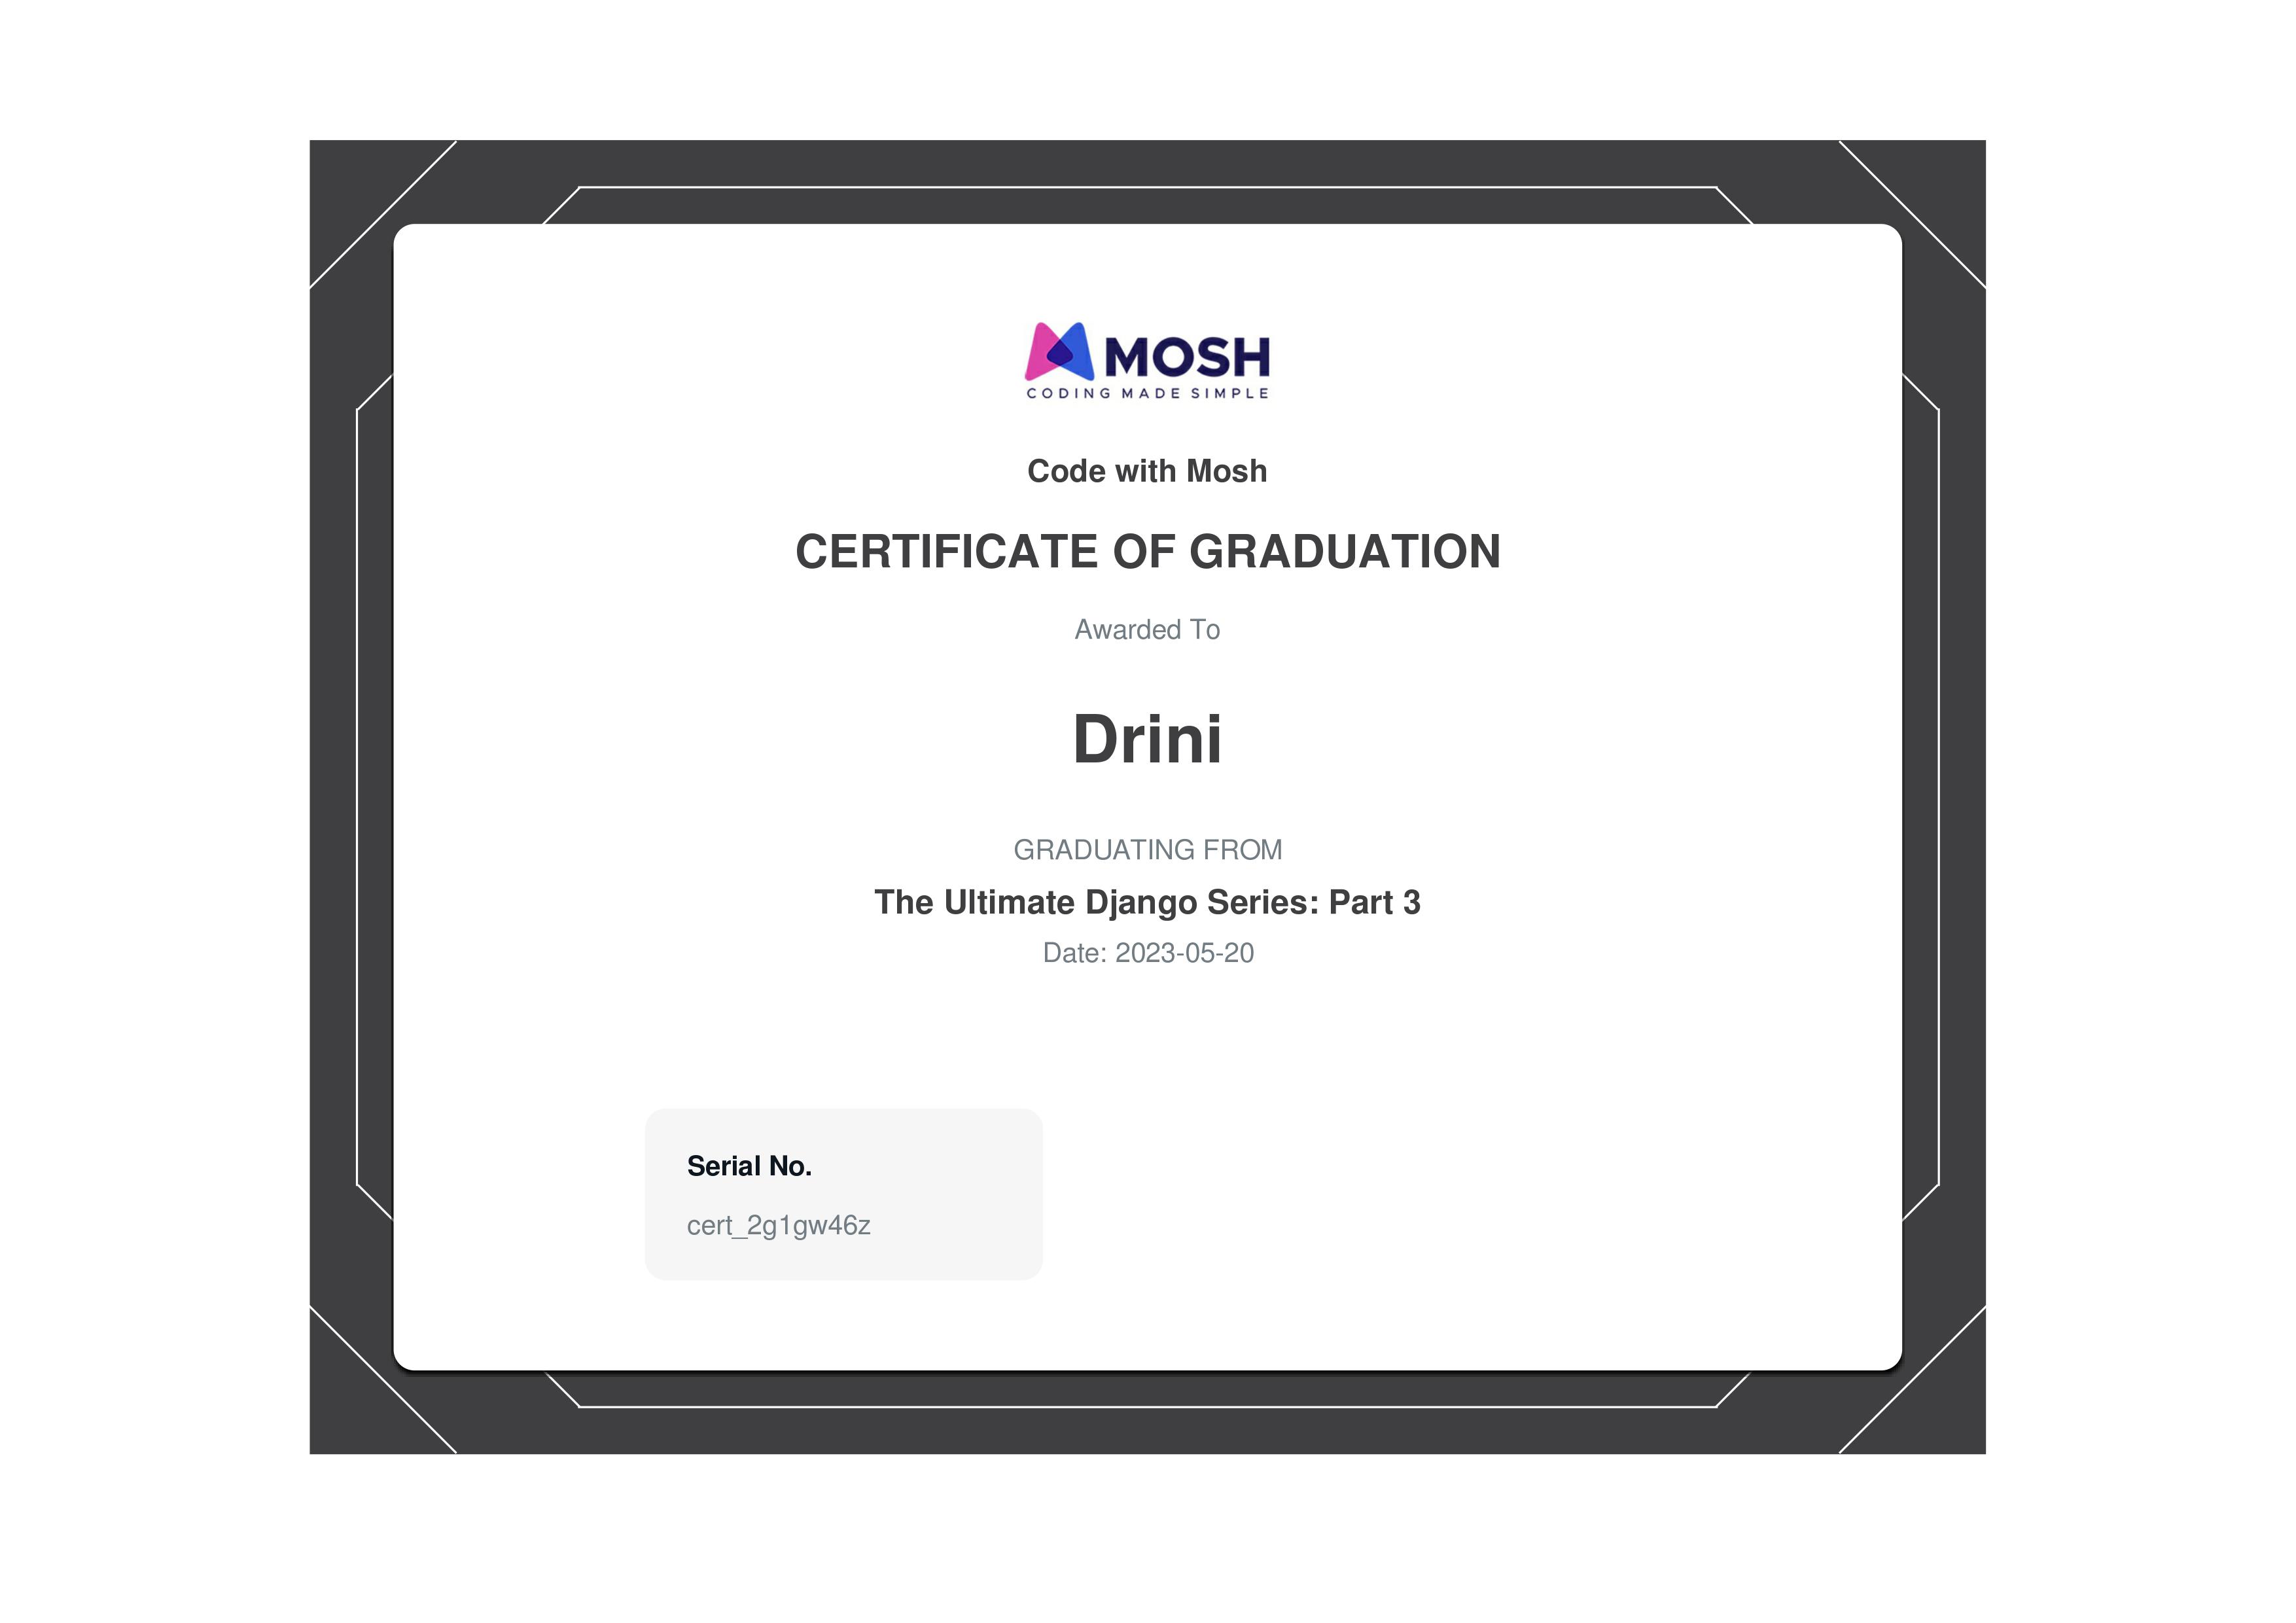 MOSH
CODING MADE SIMPLE
Code with Mosh
CERTIFICATE OF GRADUATION
Awarded To
Drini
GRADUATING FROM
The Ultimate Django Series: Part 3
Date: 2023-05-20
Serial No.
cert_2g1gw46z